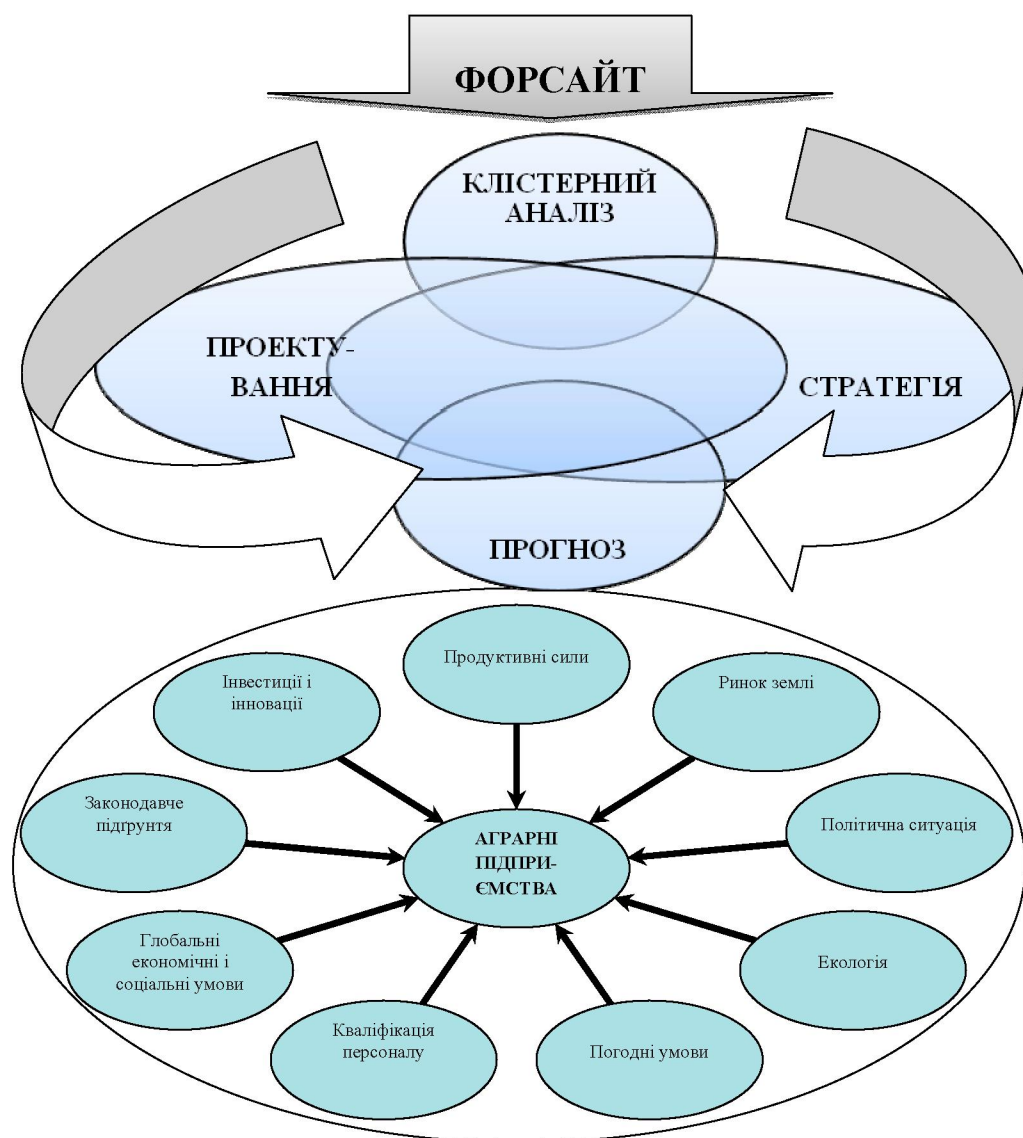 ФОРСАЙТ
КЛІСТЕРНИЙ
АНАЛІЗ
ПРОЕКТУ-
ВАННЯ
СТРАТЕГІЯ
ПРОГНОЗ
Продуктивні сили
Інвестиції і
інновації
Ринок землі
Законодавче
підґрунтя
Політична ситуація
АГРАРНІ
ПІДПРИ-
ЄМСТВА
Глобальні
економічні і
соціальні умови
Екологія
Кваліфікація
персоналу
Погодні умови